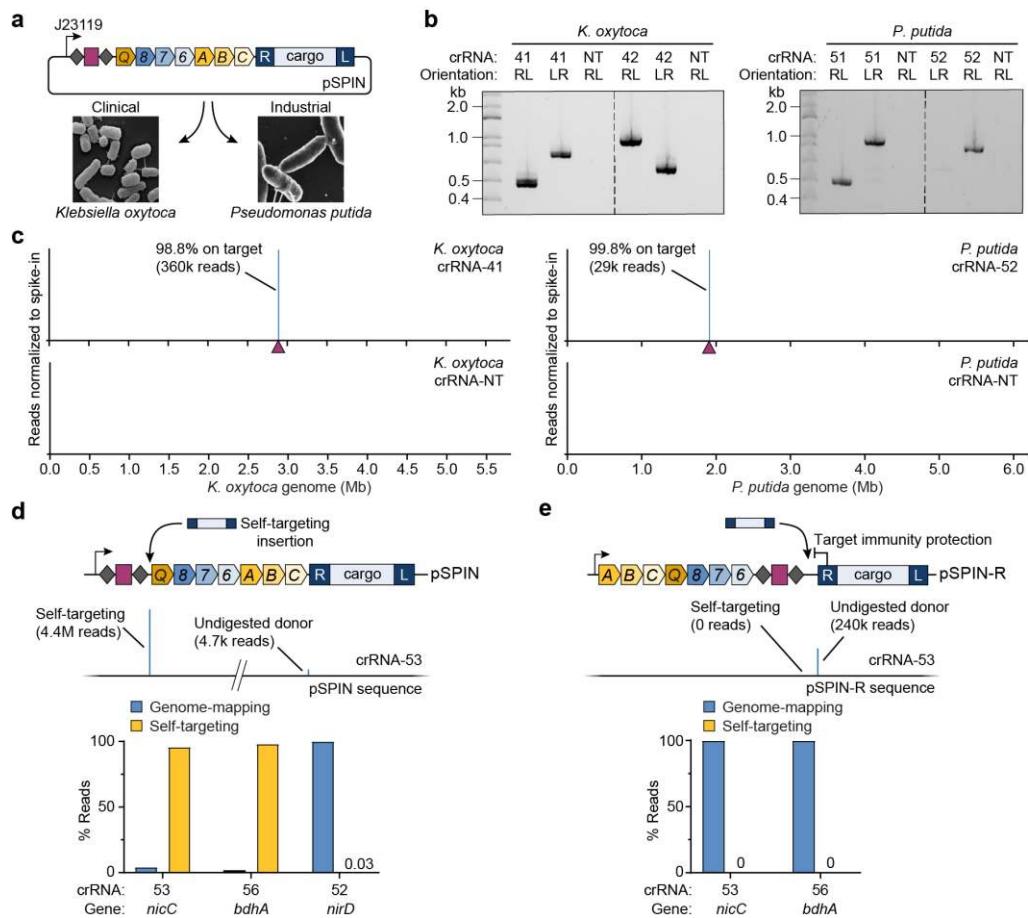 a
J23119
Q 8 7 6 A B C R cargo L
pSPIN
Clinical Industrial
Klebsiella oxytoca Pseudomonas putida
b
K. oxytoca P. putida
crRNA: 41 41 NT 42 42 NT 51 51 NT 52 52 NT
Orientation: RL LR RL RL LR RL RL LR RL LR RL RL
kb kb
2.0 2.0
1.0 1.0
0.5 0.5
0.4 0.4
c
Reads normalized to spike-in
98.8% on target
(360k reads)
K. oxytoca
crRNA-41
K. oxytoca
crRNA-NT
0.0 0.5 1.0 1.5 2.0 2.5 3.0 3.5 4.0 4.5 5.0 5.5
K. oxytoca genome (Mb)
Reads normalized to spike-in
99.8% on target
(29k reads)
P. putida
crRNA-52
P. putida
crRNA-NT
0.0 1.0 2.0 3.0 4.0 5.0 6.0
P. putida genome (Mb)
d
Self-targeting
insertion
Q 8 7 6 A B C R cargo L pSPIN
Self-targeting
(4.4M reads)
Undigested donor
(4.7k reads)
crRNA-53
pSPIN sequence
Genome-mapping
Self-targeting
% Reads
100
50
0
0.03
crRNA: 53 56 52
Gene: nicC bdhA nirD
e
Target immunity protection
A B C Q 8 7 6 R cargo L pSPIN-R
Self-targeting
(0 reads)
Undigested donor
(240k reads)
crRNA-53
pSPIN-R sequence
Genome-mapping
Self-targeting
% Reads
100
50
0
0 0
crRNA: 53 56
Gene: nicC bdhA